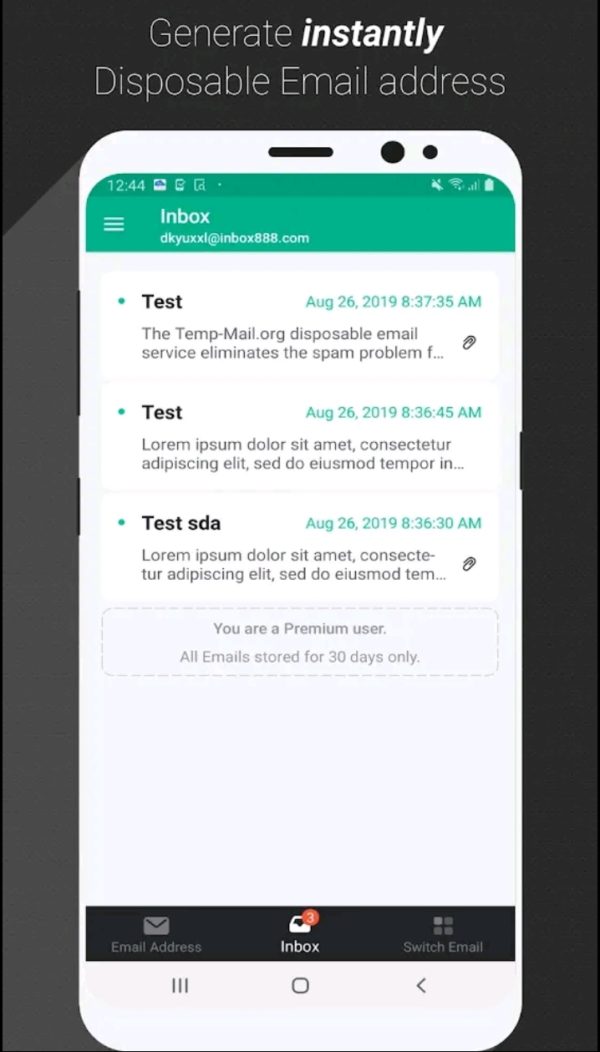 Generate instantly
Disposable Email address
12:44
Inbox
dkyuxxl@inbox888.com
Test Aug 26, 2019 8:37:35 AM
The Temp-Mail.org disposable email
service eliminates the spam problem f...
Test Aug 26, 2019 8:36:45 AM
Lorem ipsum dolor sit amet, consectetur
adipiscing elit, sed do eiusmod tempor in...
Test sda Aug 26, 2019 8:36:30 AM
Lorem ipsum dolor sit amet, consecte-
tur adipiscing elit, sed do eiusmod tem...
You are a Premium user.
All Emails stored for 30 days only.
3
Email Address Inbox Switch Email